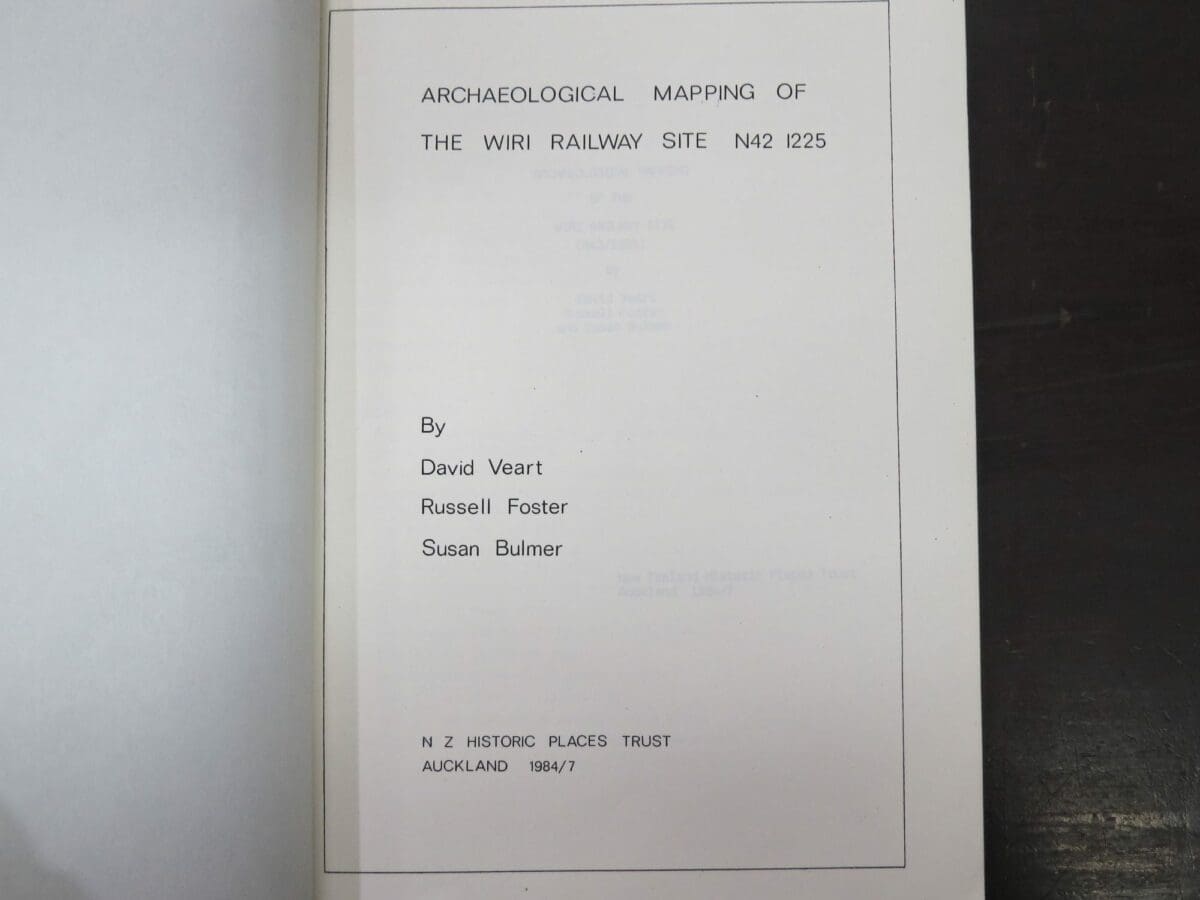 ARCHAEOLOGICAL MAPPING OF
THE WIRI RAILWAY SITE N42 1225
By
David Veart
Russell Foster
Susan Bulmer
N Z HISTORIC PLACES TRUST
AUCKLAND 1984/7